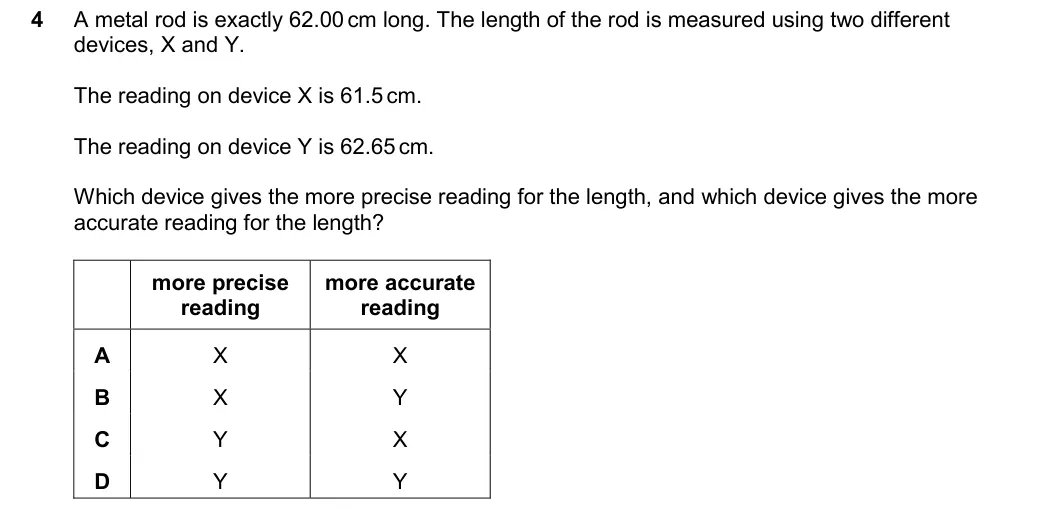 4 A metal rod is exactly 62.00 cm long. The length of the rod is measured using two different
devices, X and Y.
The reading on device X is 61.5 cm.
The reading on device Y is 62.65 cm.
Which device gives the more precise reading for the length, and which device gives the more
accurate reading for the length?
more precise reading more accurate reading
A X X
B X Y
C Y X
D Y Y